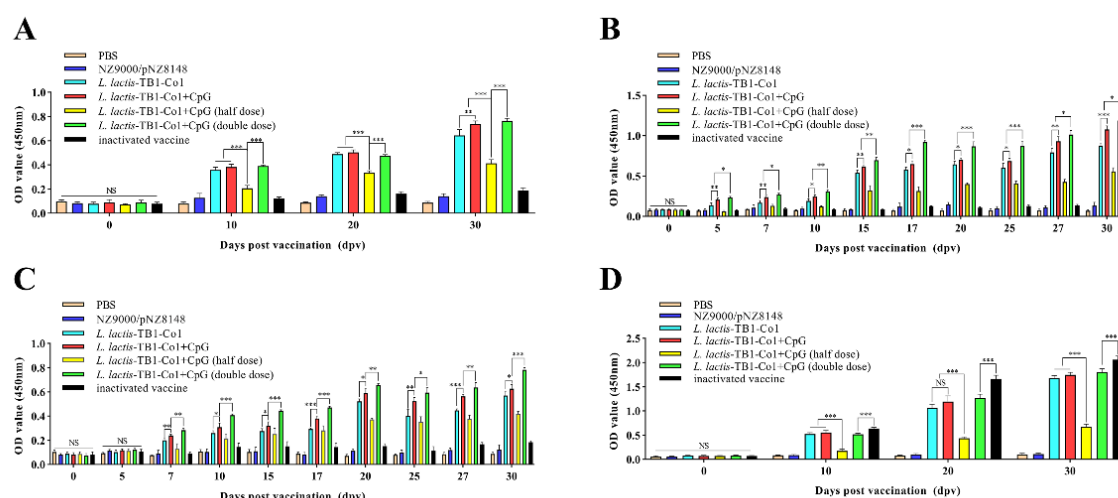 A
PBS
NZ9000/pNZ8148
L. lactis-TB1-Co1
L. lactis-TB1-Co1+CpG
L. lactis-TB1-Co1+CpG (half dose)
L. lactis-TB1-Co1+CpG (double dose)
inactivated vaccine
OD value (450nm)
1.0
0.8
0.6
0.4
0.2
0.0
NS
*** ***
*** ***
*** ** ***
0 10 20 30
Days post vaccination (dpv)
B
PBS
NZ9000/pNZ8148
L. lactis-TB1-Co1
L. lactis-TB1-Co1+CpG
L. lactis-TB1-Co1+CpG (half dose)
L. lactis-TB1-Co1+CpG (double dose)
inactivated vaccine
OD value (450nm)
1.5
1.0
0.5
0.0
NS
** *
** *
* **
** **
* ***
* ***
* ***
** *
*** *
0 5 7 10 15 17 20 25 27 30
Days post vaccination (dpv)
C
PBS
NZ9000/pNZ8148
L. lactis-TB1-Co1
L. lactis-TB1-Co1+CpG
L. lactis-TB1-Co1+CpG (half dose)
L. lactis-TB1-Co1+CpG (double dose)
inactivated vaccine
OD value (450nm)
1.0
0.8
0.6
0.4
0.2
0.0
NS NS
** **
* ***
* ***
*** ***
* **
** *
*** **
* ***
0 5 7 10 15 17 20 25 27 30
Days post vaccination (dpv)
D
PBS
NZ9000/pNZ8148
L. lactis-TB1-Co1
L. lactis-TB1-Co1+CpG
L. lactis-TB1-Co1+CpG (half dose)
L. lactis-TB1-Co1+CpG (double dose)
inactivated vaccine
OD value (450nm)
2.5
2.0
1.5
1.0
0.5
0.0
NS
*** ***
NS *** ***
*** ***
0 10 20 30
Days post vaccination (dpv)